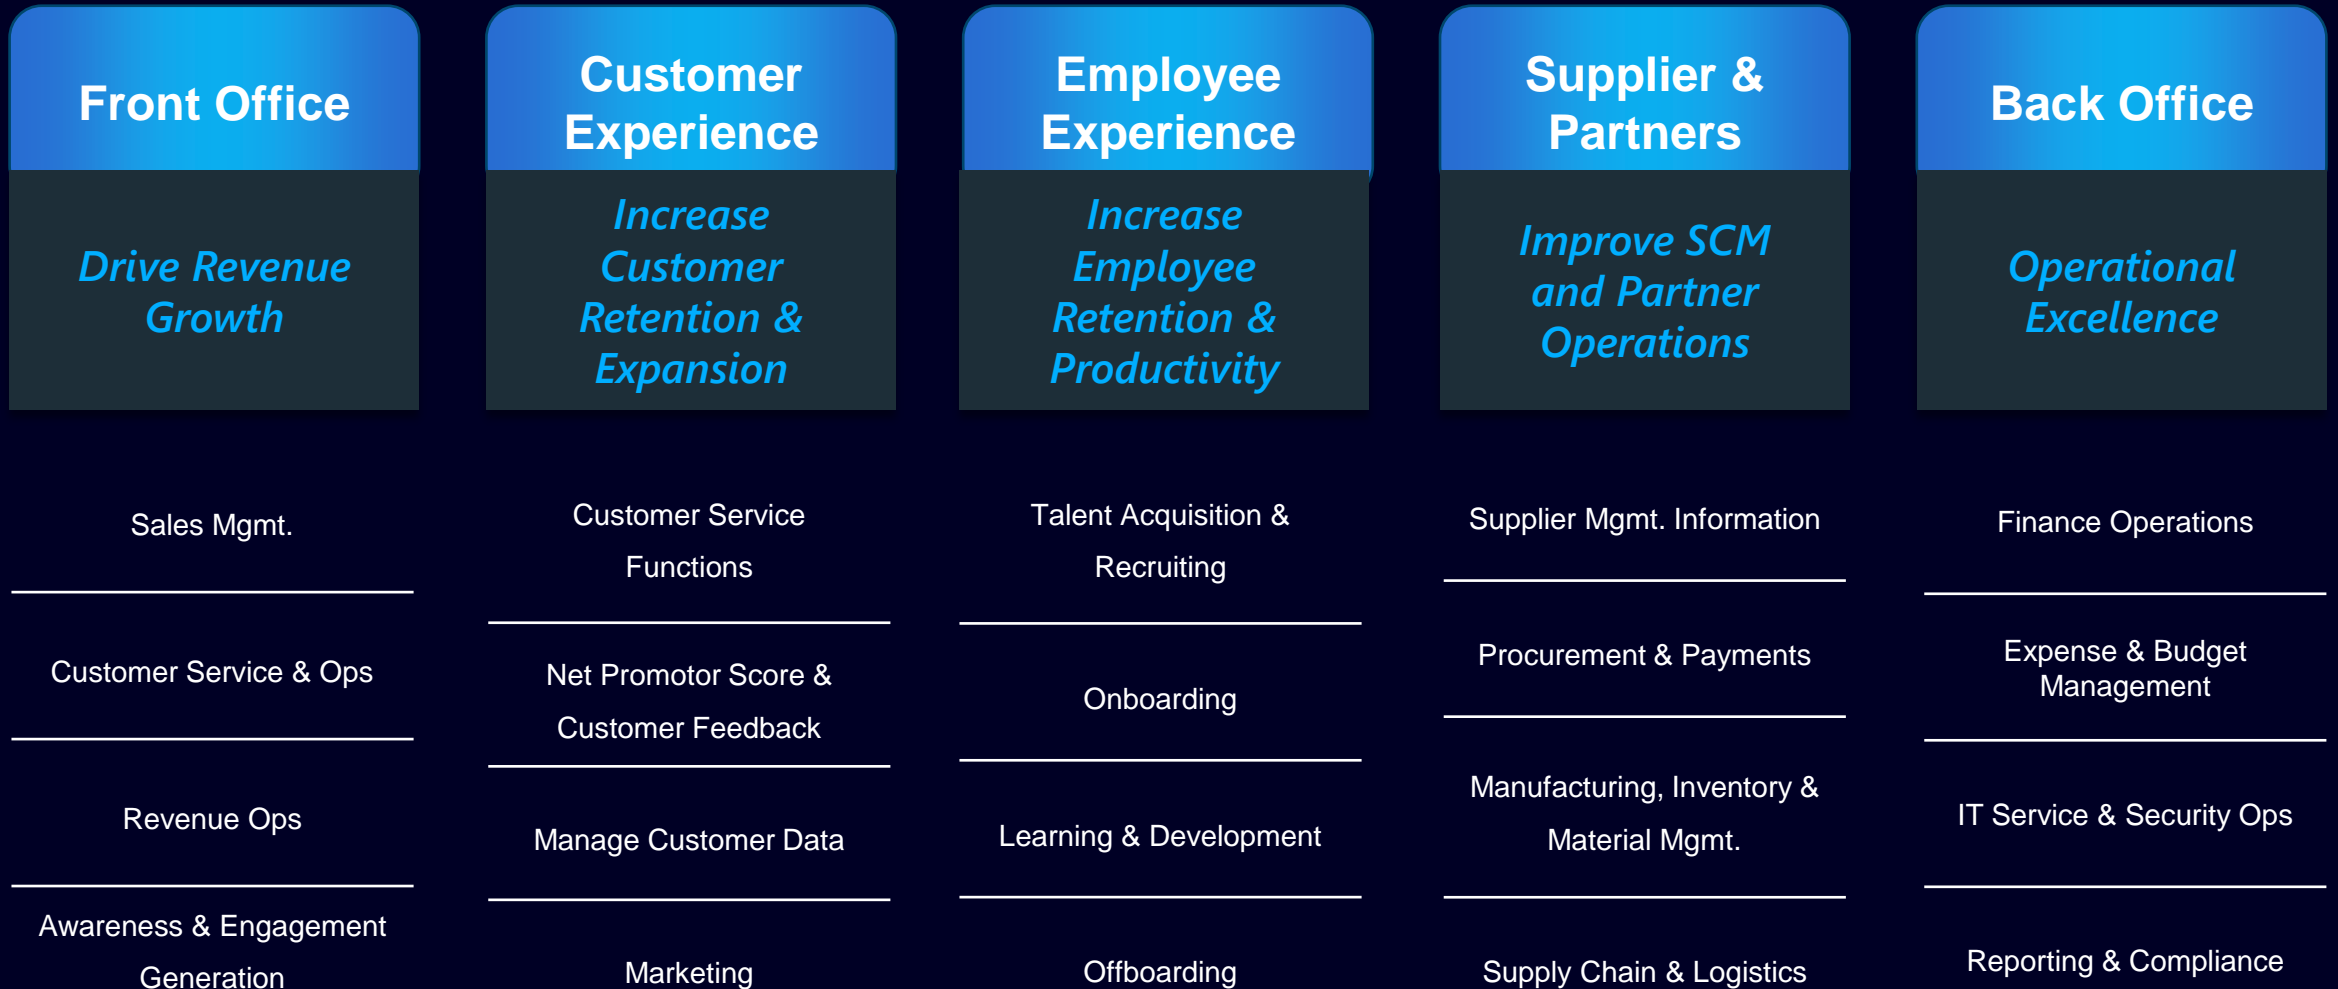 Front Office
Drive Revenue
Growth
Sales Mgmt.
Customer Service & Ops
Revenue Ops
Awareness & Engagement
Generation
Customer
Experience
Increase
Customer
Retention &
Expansion
Customer Service
Functions
Net Promotor Score &
Customer Feedback
Manage Customer Data
Marketing
Employee
Experience
Increase
Employee
Retention &
Productivity
Talent Acquisition &
Recruiting
Onboarding
Learning & Development
Offboarding
Supplier &
Partners
Improve SCM
and Partner
Operations
Supplier Mgmt. Information
Procurement & Payments
Manufacturing, Inventory &
Material Mgmt.
Supply Chain & Logistics
Back Office
Operational
Excellence
Finance Operations
Expense & Budget
Management
IT Service & Security Ops
Reporting & Compliance